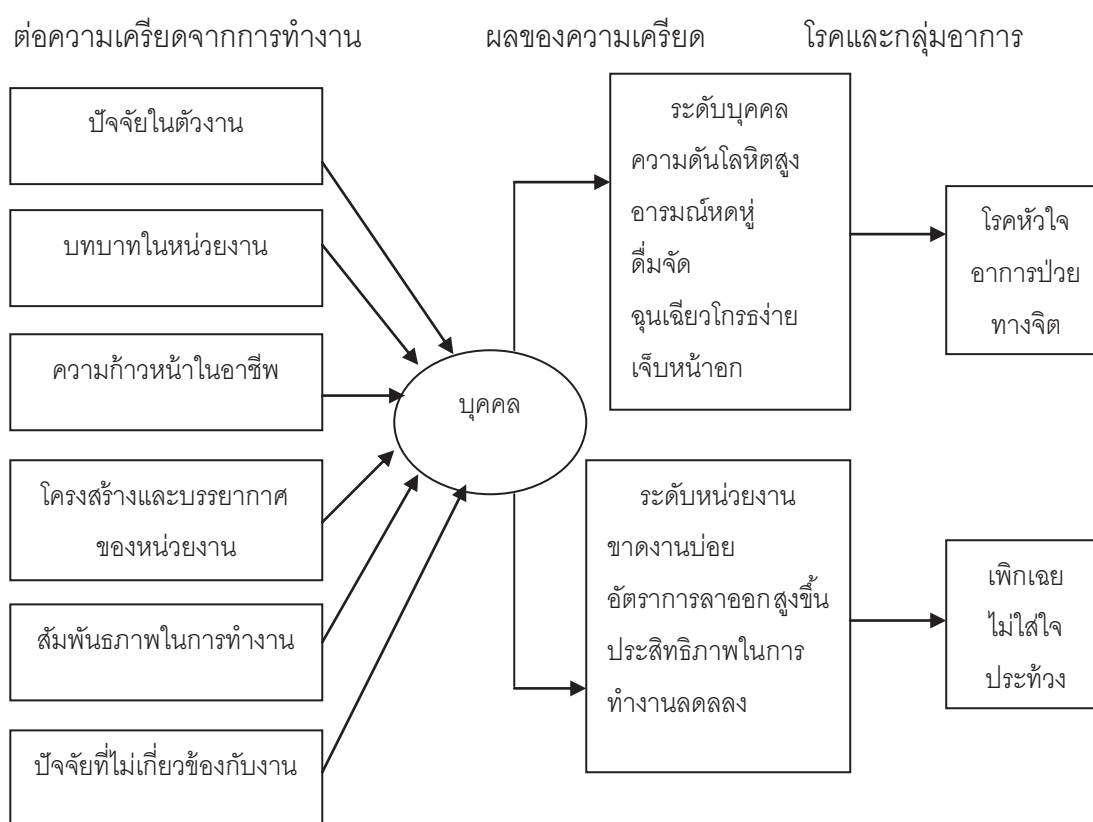 ต่อความเครียดจากการทำงาน
ผลของความเครียด
โรคและกลุ่มอาการ
ปัจจัยในตัวงาน
บทบาทในหน่วยงาน
ความก้าวหน้าในอาชีพ
โครงสร้างและบรรยากาศ
ของหน่วยงาน
สัมพันธภาพในการทำงาน
ปัจจัยที่ไม่เกี่ยวข้องกับงาน
บุคคล
ระดับบุคคล
ความดันโลหิตสูง
อารมณ์หดหู่
ดื่มจัด
ฉุนเฉียวโกรธง่าย
เจ็บหน้าอก
ระดับหน่วยงาน
ขาดงานบ่อย
อัตราการลาออกสูงขึ้น
ประสิทธิภาพในการ
ทำงานลดลลง
โรคหัวใจ
อาการป่วย
ทางจิต
เพิกเฉย
ไม่ใส่ใจ
ประท้วง